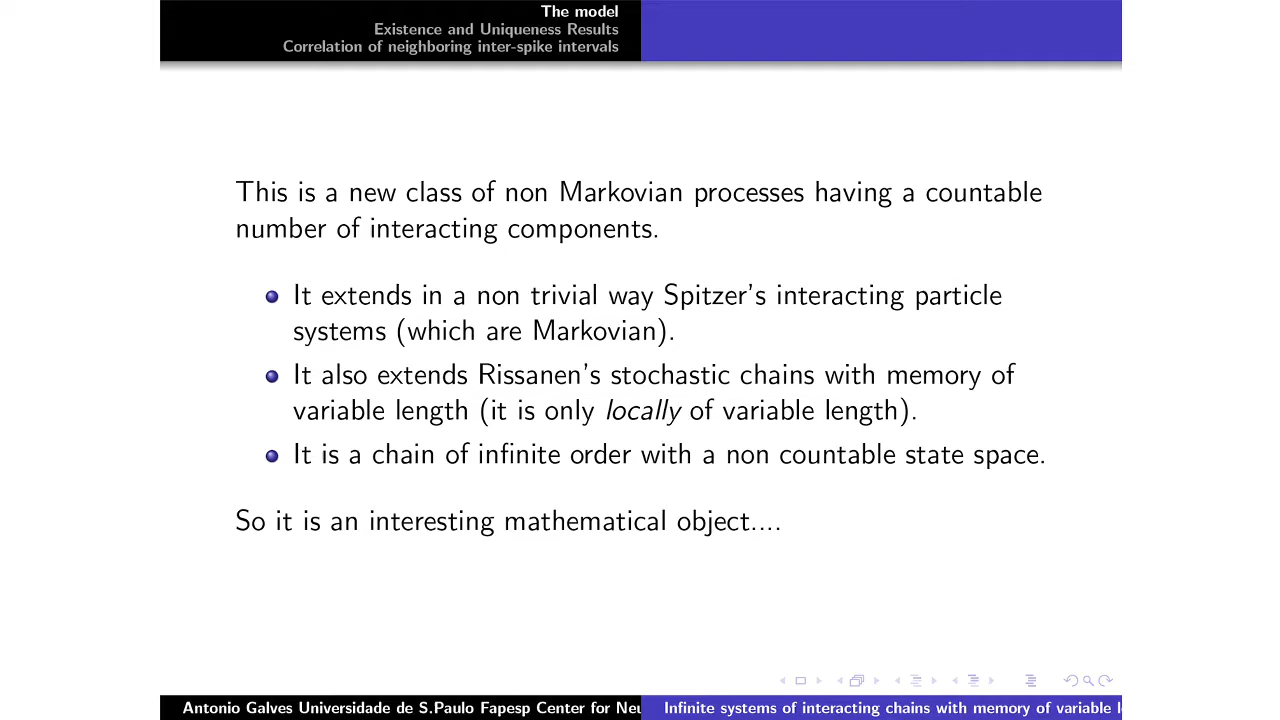 The model
Existence and Uniqueness Results
Correlation of neighboring inter-spike intervals
This is a new class of non Markovian processes having a countable
number of interacting components.
It extends in a non trivial way Spitzer's interacting particle
systems (which are Markovian).
It also extends Rissanen's stochastic chains with memory of
variable length (it is only locally of variable length).
It is a chain of infinite order with a non countable state space.
So it is an interesting mathematical object....
Antonio Galves Universidade de S.Paulo Fapesp Center for Neu
Infinite systems of interacting chains with memory of variable l